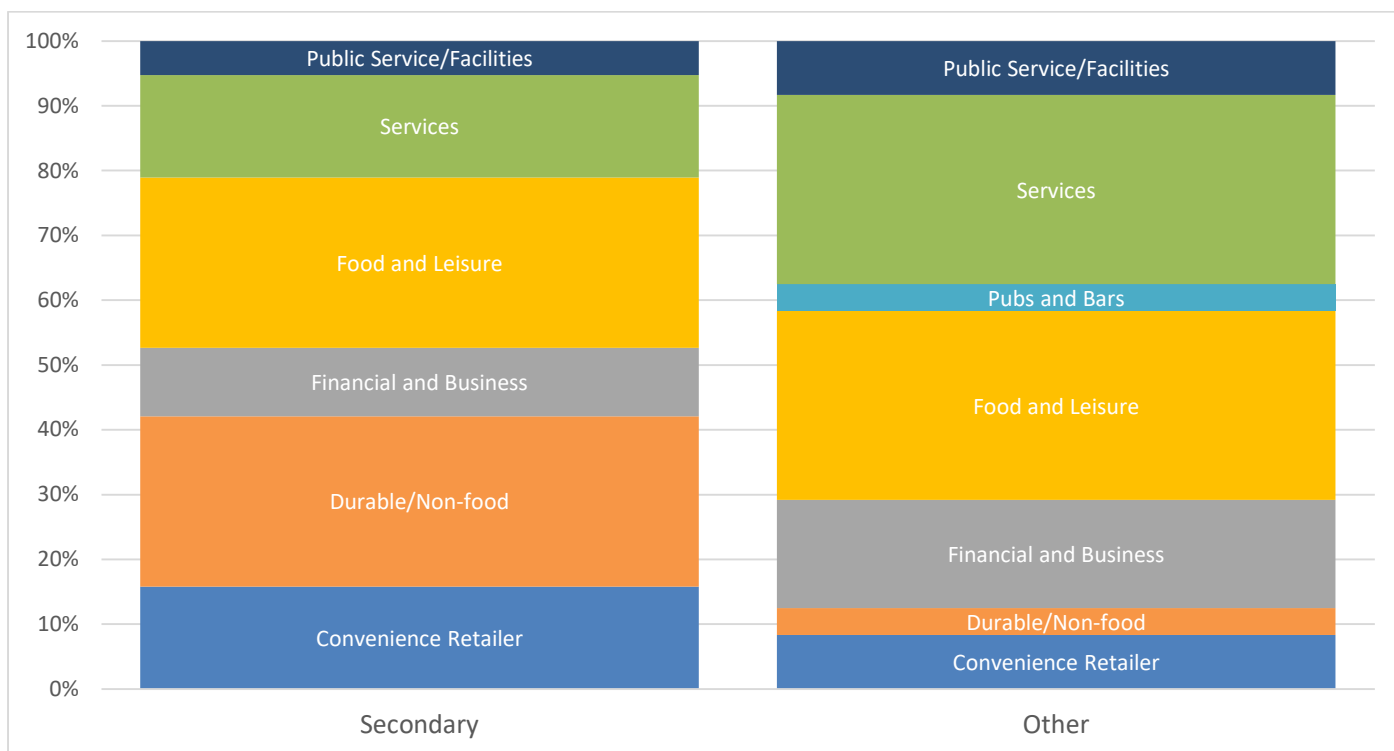 100%
90%
80%
70%
60%
50%
40%
30%
20%
10%
0%
Public Service/Facilities
Services
Food and Leisure
Financial and Business
Durable/Non-food
Convenience Retailer
Public Service/Facilities
Services
Pubs and Bars
Food and Leisure
Financial and Business
Durable/Non-food
Convenience Retailer
Secondary
Other